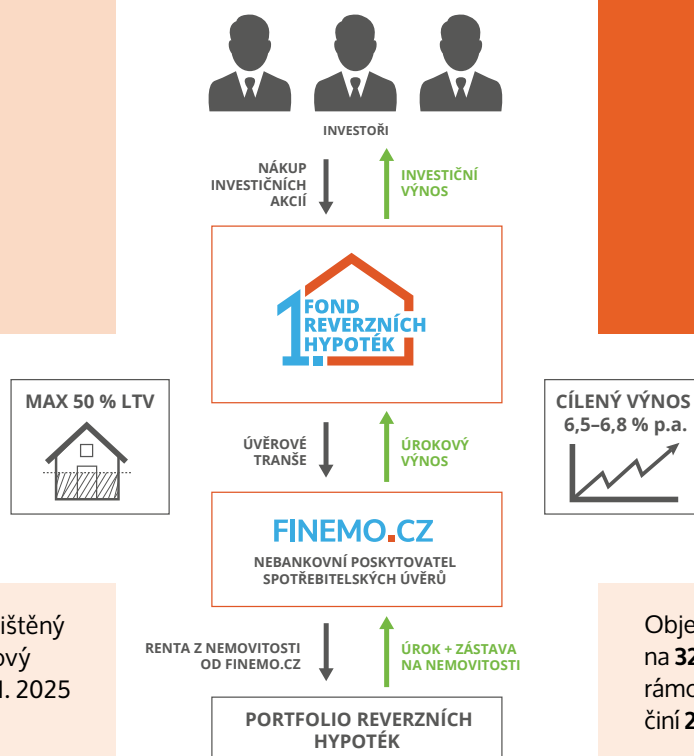 INVESTOŘI
NÁKUP
INVESTIČNÍCH
AKCIÍ
INVESTIČNÍ
VÝNOS
1.
FOND
REVERZNÍCH
HYPOTÉK
MAX 50 % LTV
CÍLENÝ VÝNOS
6,5–6,8 % p.a.
ÚVĚROVÉ
TRANŠE
ÚROKOVÝ
VÝNOS
FINEMO.CZ
NEBANKOVNÍ POSKYTOVATEL
SPOTŘEBITELSKÝCH ÚVĚRŮ
RENTA Z NEMOVITOSTI
OD FINEMO.CZ
ÚROK + ZÁSTAVA
NA NEMOVITOSTI
PORTFOLIO REVERZNÍCH
HYPOTÉK
ištěný
ový
1. 2025
Obje
na 32
rámo
činí 2